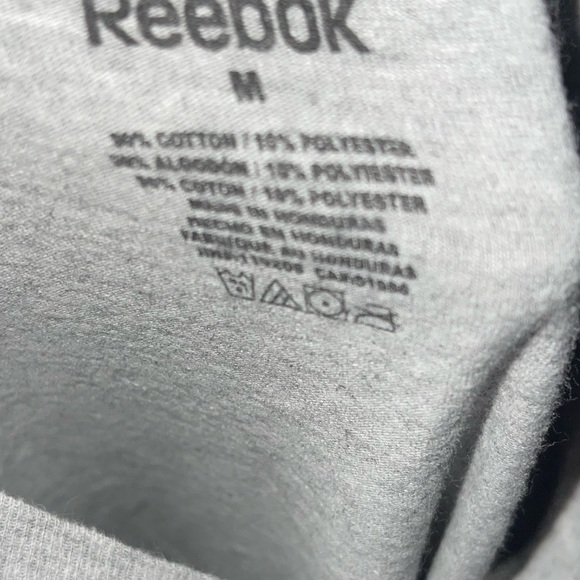 Reebok
M
90% COTTON / 10% POLYESTER
90% ALGODÓN / 10% POLYIESTER
90% COTON / 10% POLYESTER
MADE IN HONDURAS
HECHO EN HONDURAS
FABRIQUÉ AU HONDURAS